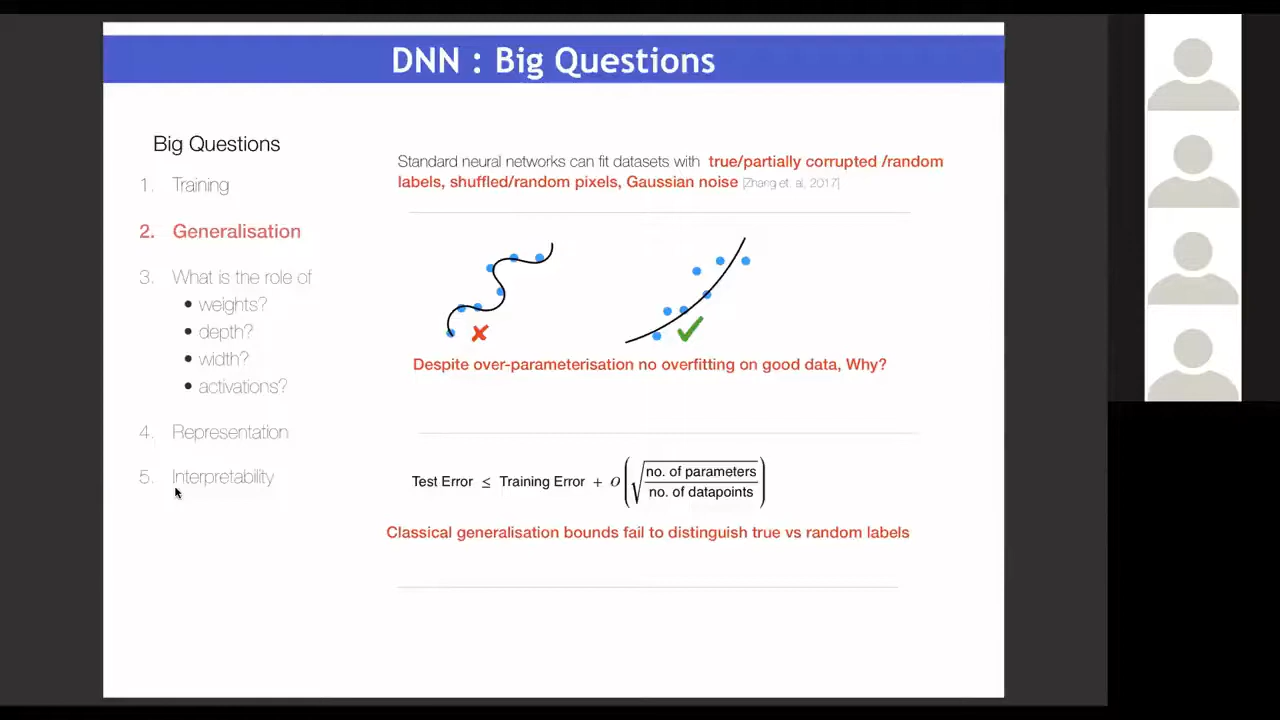 DNN : Big Questions
Big Questions
1. Training
2. Generalisation
3. What is the role of
• weights?
• depth?
• width?
• activations?
4. Representation
5. Interpretability
Standard neural networks can fit datasets with true/partially corrupted /random
labels, shuffled/random pixels, Gaussian noise [Zhang et. al, 2017]
Despite over-parameterisation no overfitting on good data, Why?
Test Error ≤ Training Error + O(√(no. of parameters / no. of datapoints))
Classical generalisation bounds fail to distinguish true vs random labels